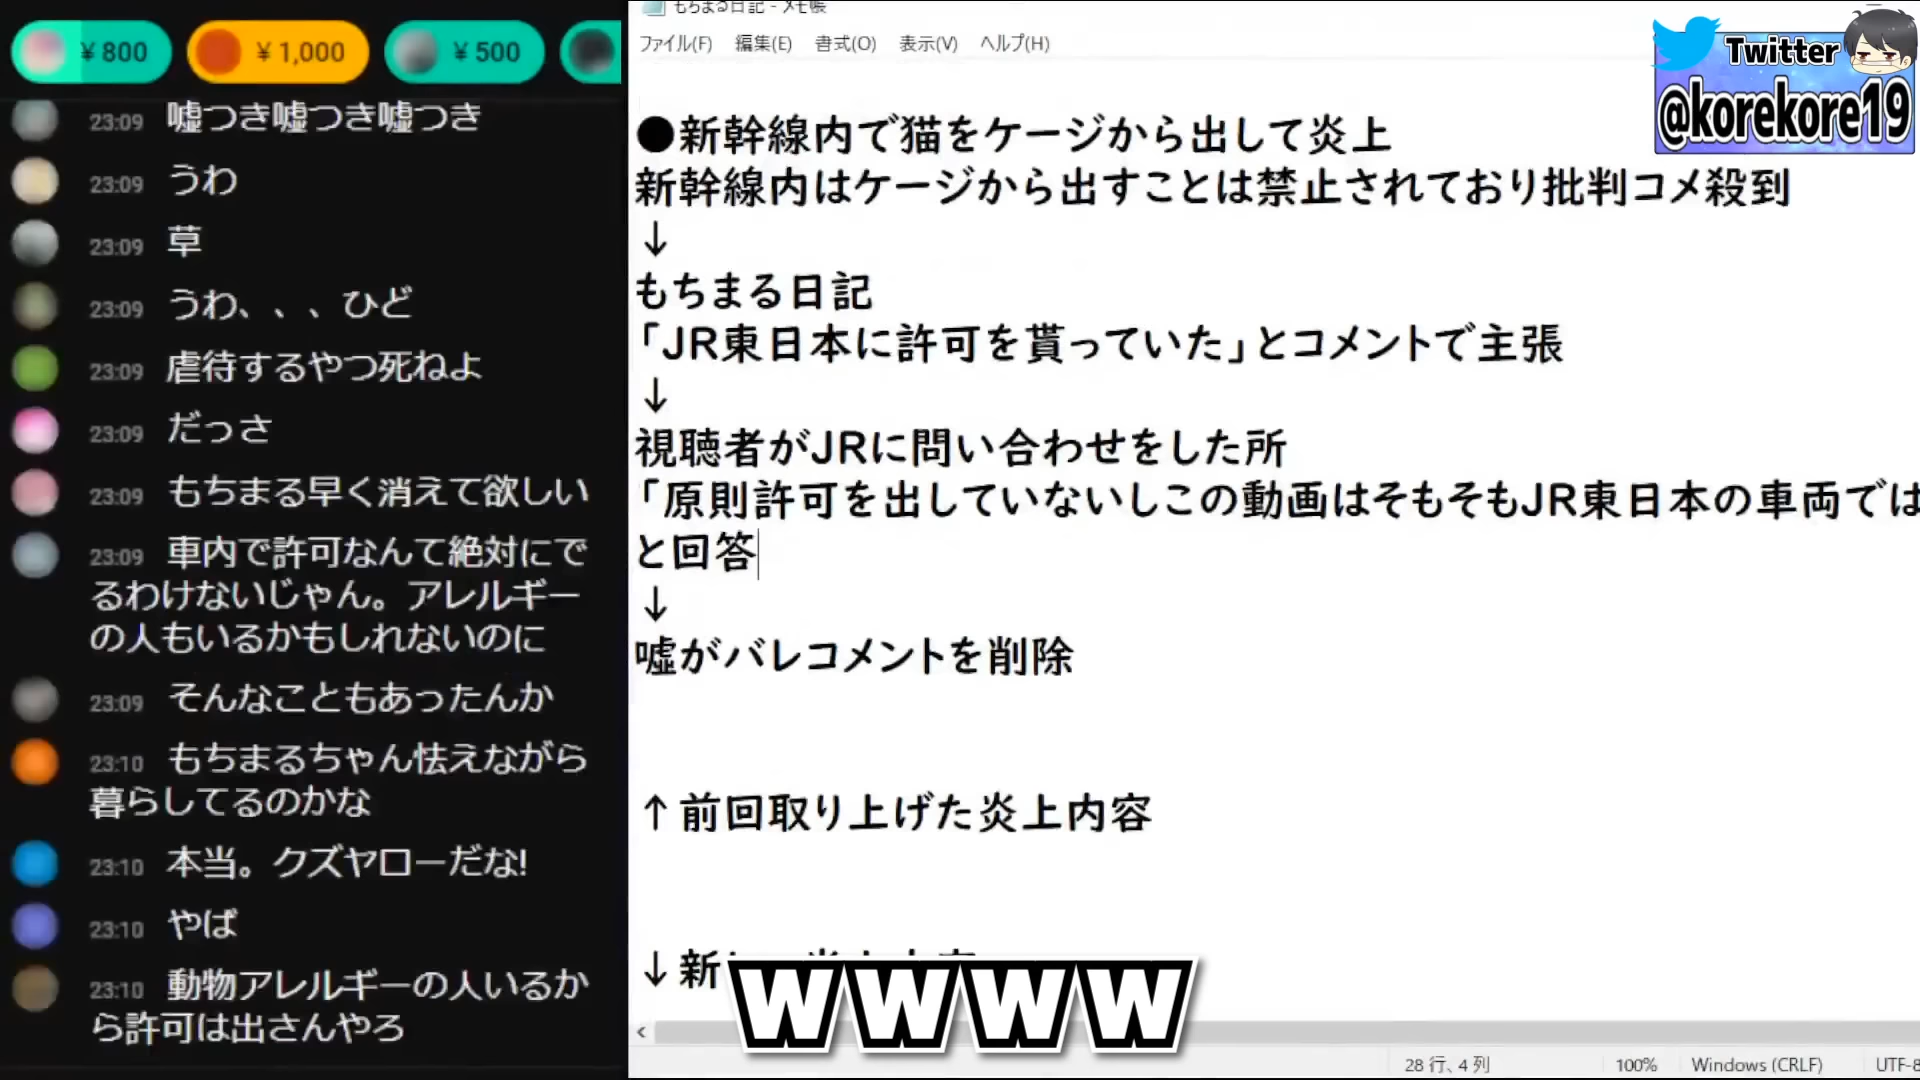 ¥800
¥1,000
¥500
23:09 嘘つき嘘つき嘘つき
23:09 うわ
23:09 草
23:09 うわ、、、ひど
23:09 虐待するやつ死ねよ
23:09 だっさ
23:09 もちまる早く消えて欲しい
23:09 車内で許可なんて絶対にで
るわけないじゃん。アレルギー
の人もいるかもしれないのに
23:09 そんなこともあったんか
23:10 もちまるちゃん怯えながら
暮らしてるのかな
23:10 本当。クズヤローだな!
23:10 やば
23:10 動物アレルギーの人いるか
ら許可は出さんやろ
もちまる日記 - メモ帳
ファイル(F) 編集(E) 書式(O) 表示(V) ヘルプ(H)
●新幹線内で猫をケージから出して炎上
新幹線内はケージから出すことは禁止されており批判コメ殺到
↓
もちまる日記
「JR東日本に許可を貰っていた」とコメントで主張
↓
視聴者がJRに問い合わせをした所
「原則許可を出していないしこの動画はそもそもJR東日本の車両では
と回答
↓
嘘がバレコメントを削除
↑前回取り上げた炎上内容
↓新
WWWW
28 行、4 列
100%
Windows (CRLF)
UTF-8
Twitter
@korekore19